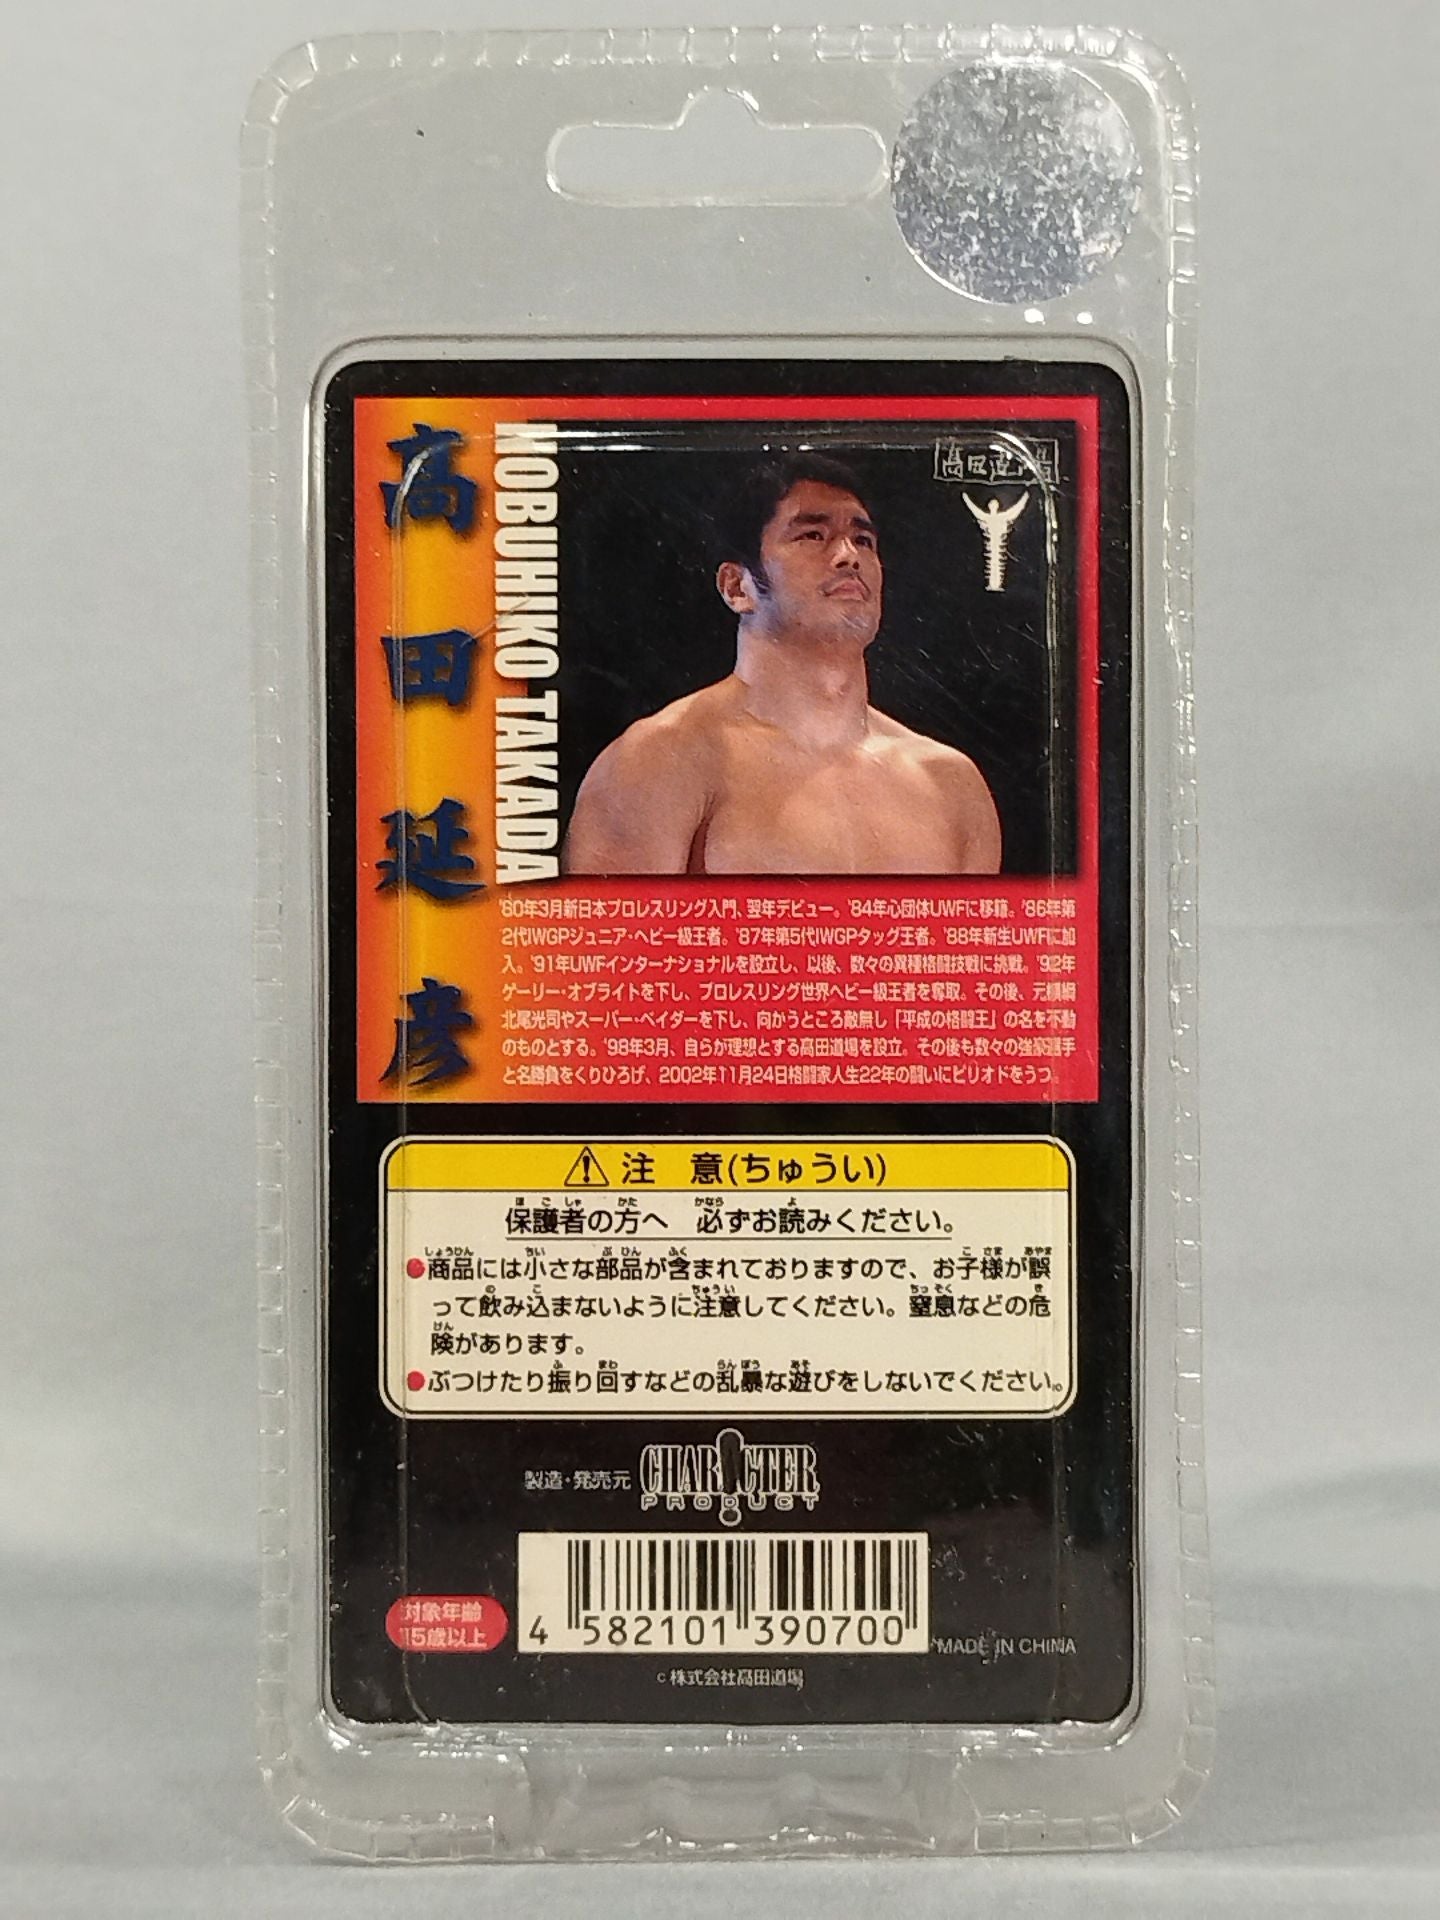 高田延彦
NOBUHIKO TAKADA
高田道場
'80年3月新日本プロレスリング入門、翌年デビュー。'84年心団体UWFに移籍。'86年第
2代IWGPジュニア・ヘビー級王者。'87年第5代IWGPタッグ王者。'88年新生UWFに加
入。'91年UWFインターナショナルを設立し、以後、数々の異種格闘技戦に挑戦。'92年
ゲーリー・オブライトを下し、プロレスリング世界ヘビー級王者を奪取。その後、元横綱
北尾光司やスーパー・ベイダーを下し、向かうところ敵無し「平成の格闘王」の名を不動
のものとする。'98年3月、自らが理想とする高田道場を設立。その後も数々の強豪選手
と名勝負をくりひろげ、2002年11月24日格闘家人生22年の闘いにピリオドをうつ。
注 意(ちゅうい)
保護者の方へ 必ずお読みください。
●商品には小さな部品が含まれておりますので、お子様が誤
って飲み込まないように注意してください。窒息などの危
険があります。
●ぶつけたり振り回すなどの乱暴な遊びをしないでください。
製造・発売元 CHARACTER
PRODUCT
対象年齢
15歳以上
4 582101 390700
MADE IN CHINA
c 株式会社高田道場